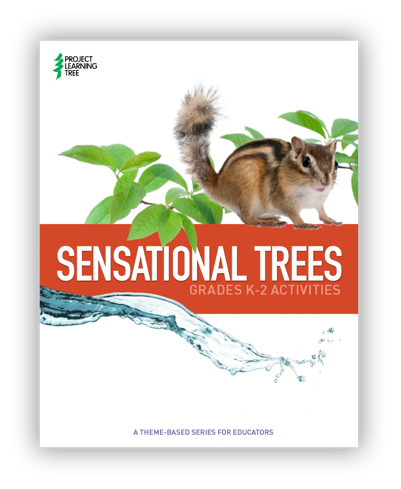 PROJECT
LEARNING
TREE
SENSATIONAL TREES
GRADES K-2 ACTIVITIES
A THEME-BASED SERIES FOR EDUCATORS